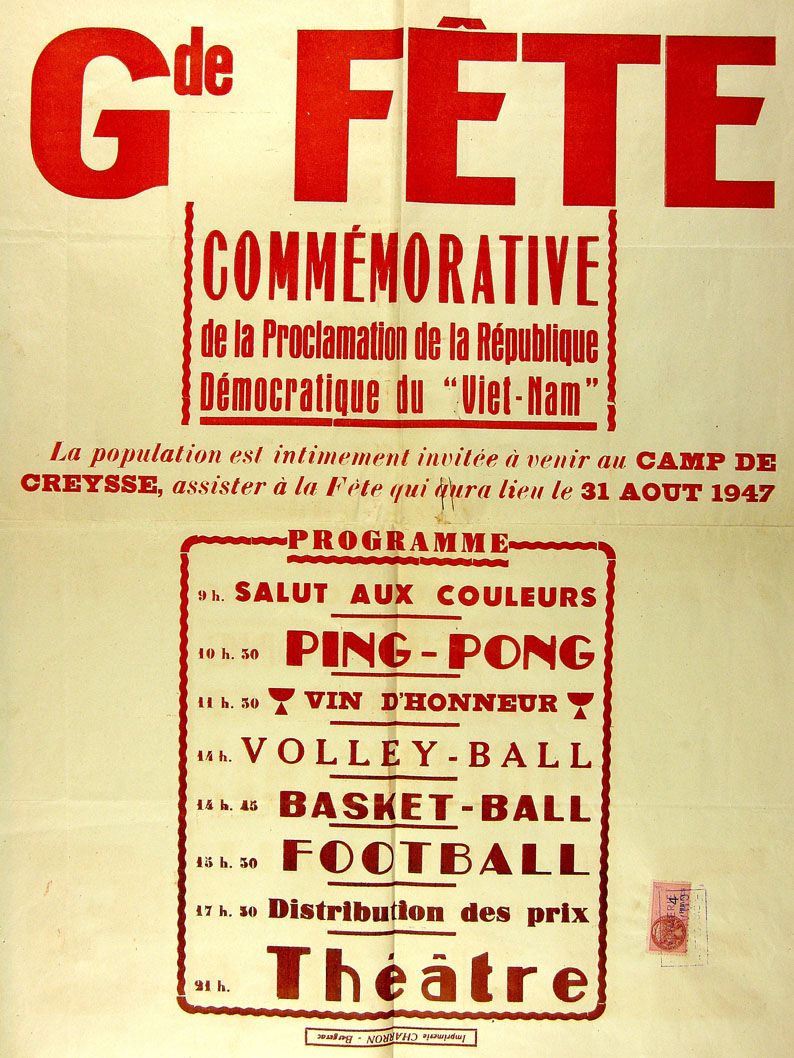 Gde FÊTE
COMMÉMORATIVE
de la Proclamation de la République
Démocratique du "Viet-Nam"
La population est intimement invitée à venir au CAMP DE
CREYSSE, assister à la Fête qui aura lieu le 31 AOUT 1947
PROGRAMME
9 h. SALUT AUX COULEURS
10 h. 30 PING-PONG
11 h. 30 VIN D'HONNEUR
14 h. VOLLEY-BALL
14 h. 45 BASKET-BALL
15 h. 30 FOOTBALL
17 h. 30 Distribution des prix
21 h. Théâtre
Imprimerie CHARRON - Bergerac
4